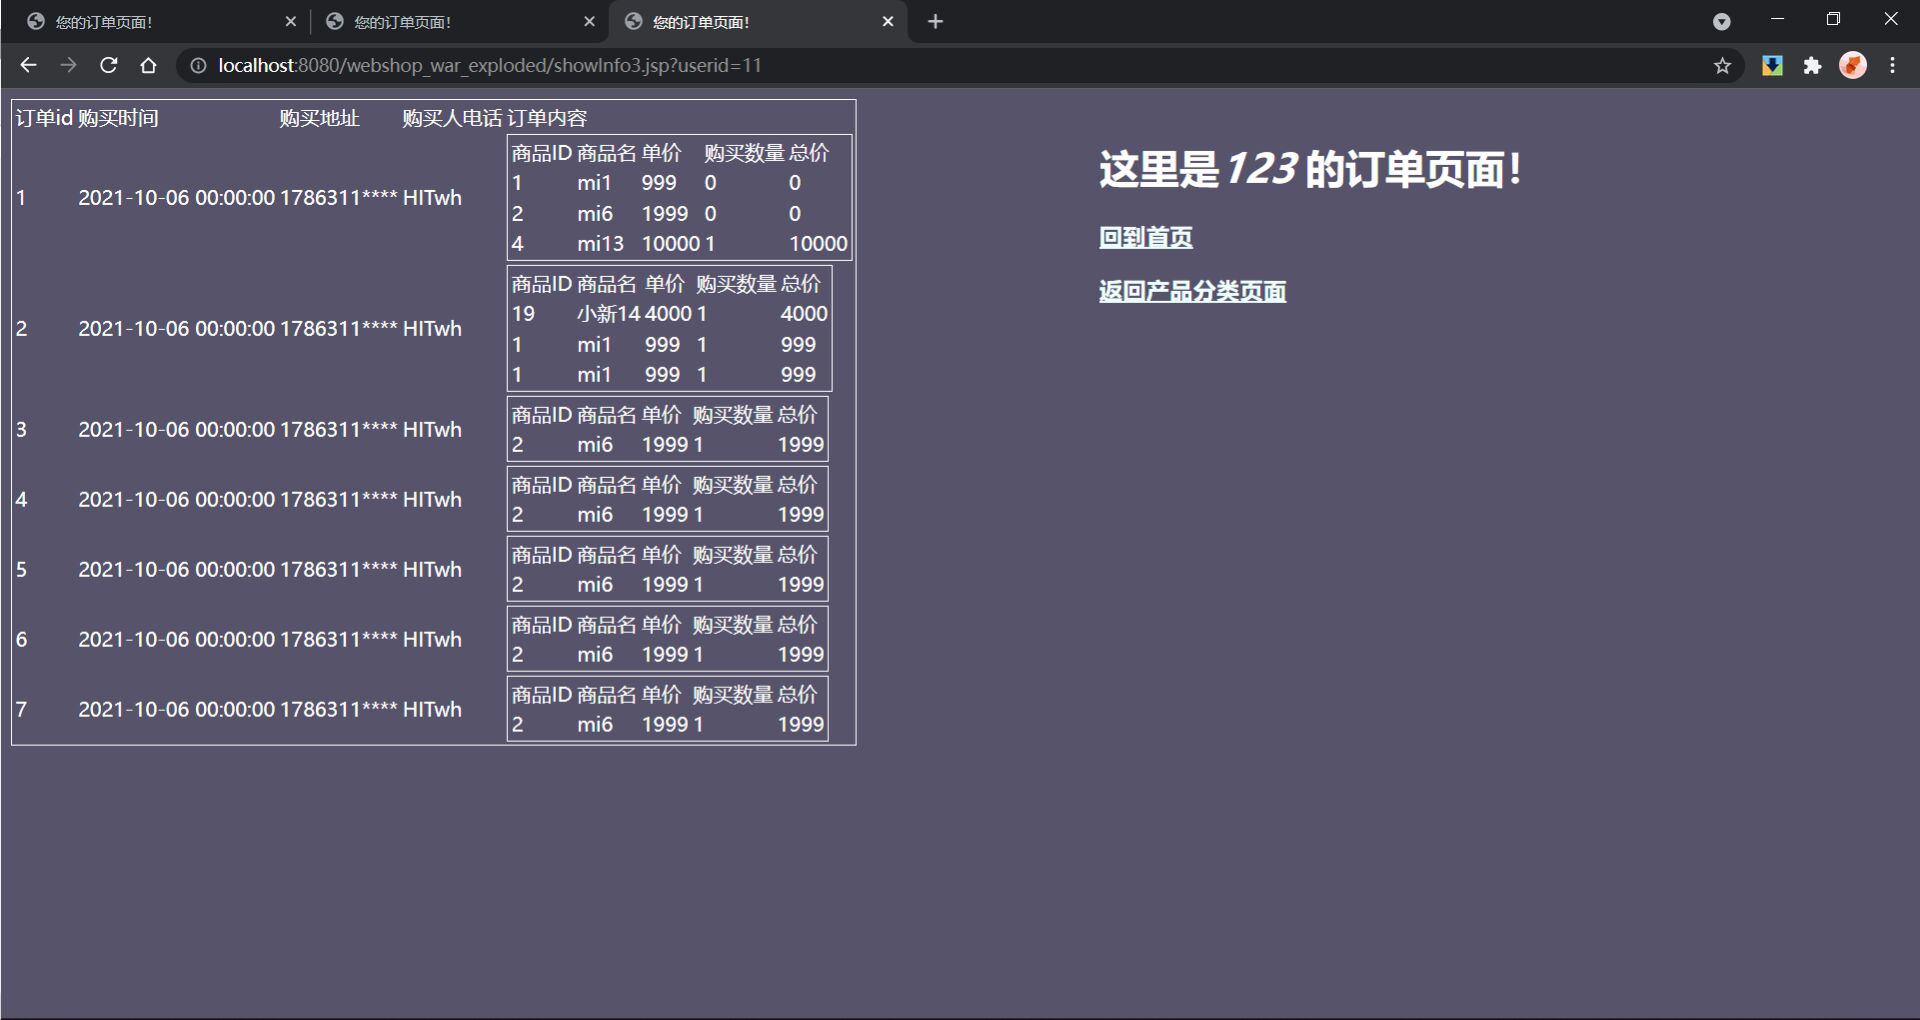 您的订单页面!
您的订单页面!
您的订单页面!
localhost:8080/webshop_war_exploded/showInfo3.jsp?userid=11
订单id 购买时间 购买地址 购买人电话 订单内容
商品ID 商品名 单价 购买数量 总价
1 mi1 999 0 0
1 2021-10-06 00:00:00 1786311**** HITwh
2 mi6 1999 0 0
4 mi13 10000 1 10000
商品ID 商品名 单价 购买数量 总价
19 小新14 4000 1 4000
2 2021-10-06 00:00:00 1786311**** HITwh
1 mi1 999 1 999
1 mi1 999 1 999
商品ID 商品名 单价 购买数量 总价
3 2021-10-06 00:00:00 1786311**** HITwh
2 mi6 1999 1 1999
商品ID 商品名 单价 购买数量 总价
4 2021-10-06 00:00:00 1786311**** HITwh
2 mi6 1999 1 1999
商品ID 商品名 单价 购买数量 总价
5 2021-10-06 00:00:00 1786311**** HITwh
2 mi6 1999 1 1999
商品ID 商品名 单价 购买数量 总价
6 2021-10-06 00:00:00 1786311**** HITwh
2 mi6 1999 1 1999
商品ID 商品名 单价 购买数量 总价
7 2021-10-06 00:00:00 1786311**** HITwh
2 mi6 1999 1 1999
这里是 123 的订单页面!
回到首页
返回产品分类页面